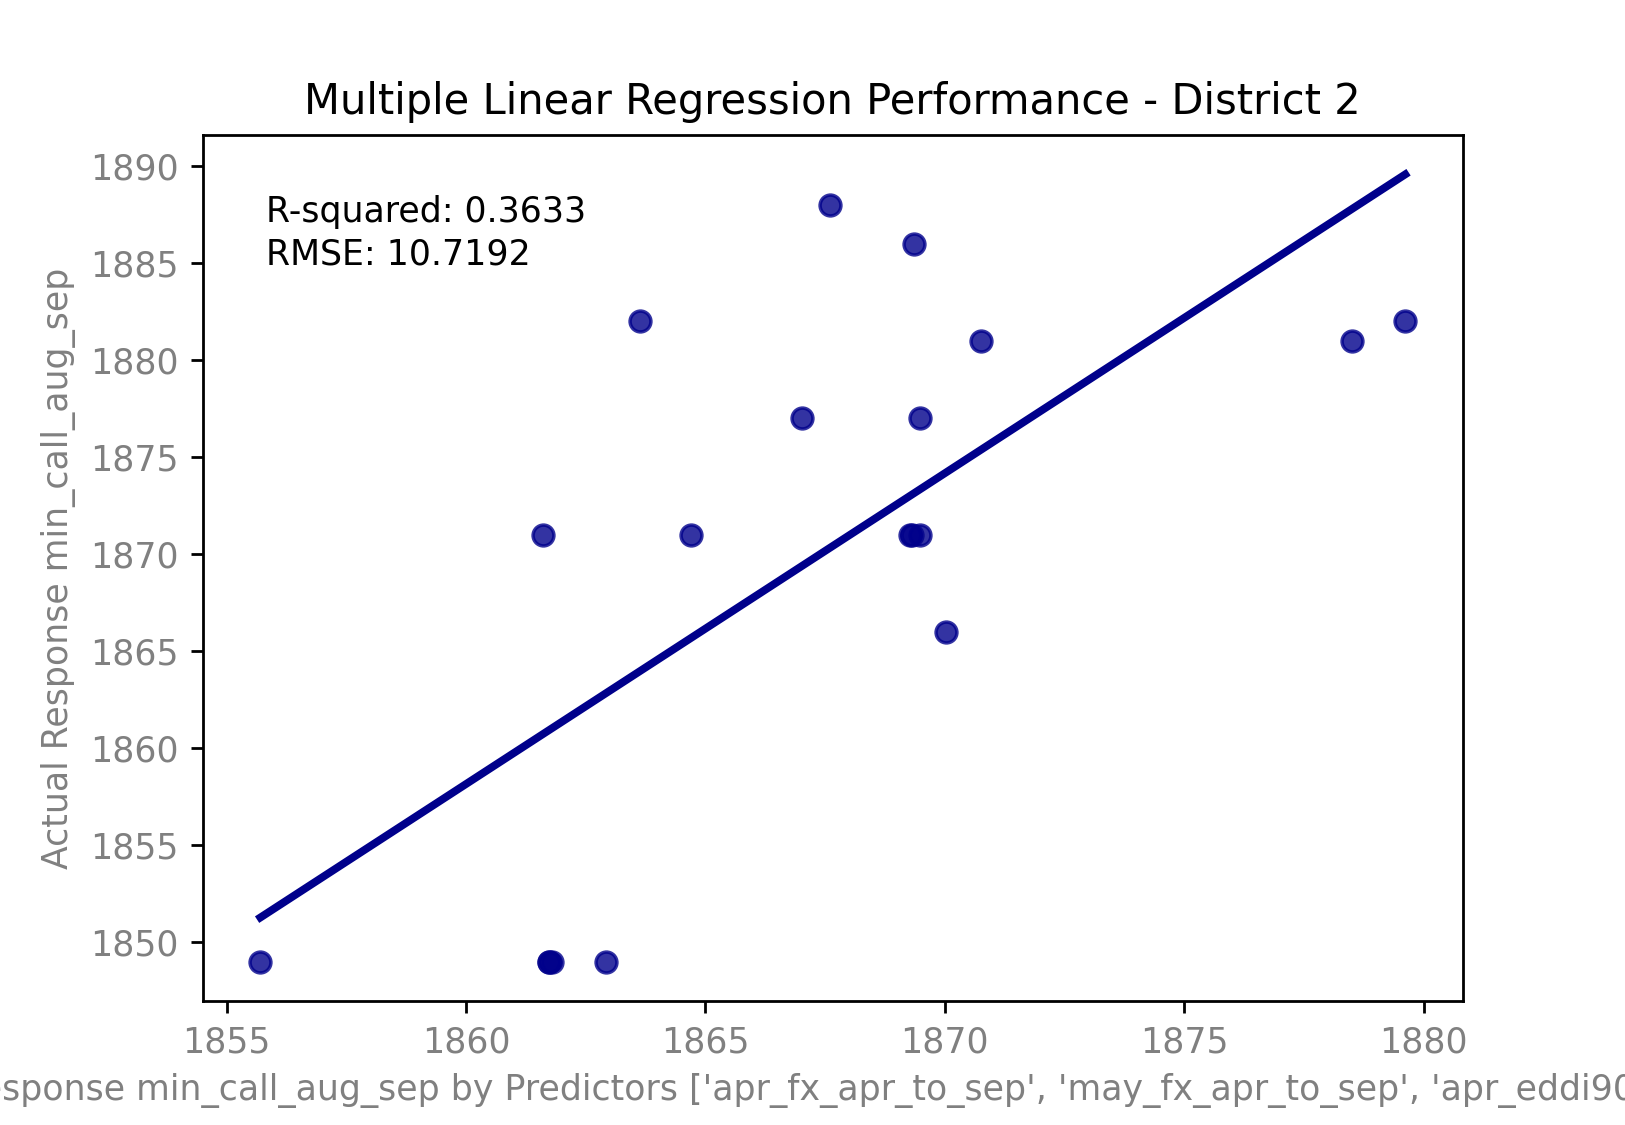 Multiple Linear Regression Performance - District 2
R-squared: 0.3633
RMSE: 10.7192
Actual Response min_call_aug_sep
1890
1885
1880
1875
1870
1865
1860
1855
1850
1855 1860 1865 1870 1875 1880
esponse min_call_aug_sep by Predictors ['apr_fx_apr_to_sep', 'may_fx_apr_to_sep', 'apr_eddi90